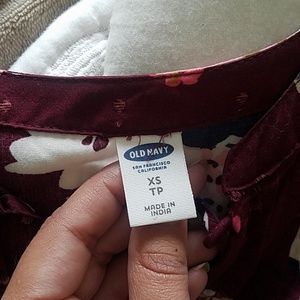 OLD NAVY
SAN FRANCISCO
CALIFORNIA
XS
TP
MADE IN
INDIA